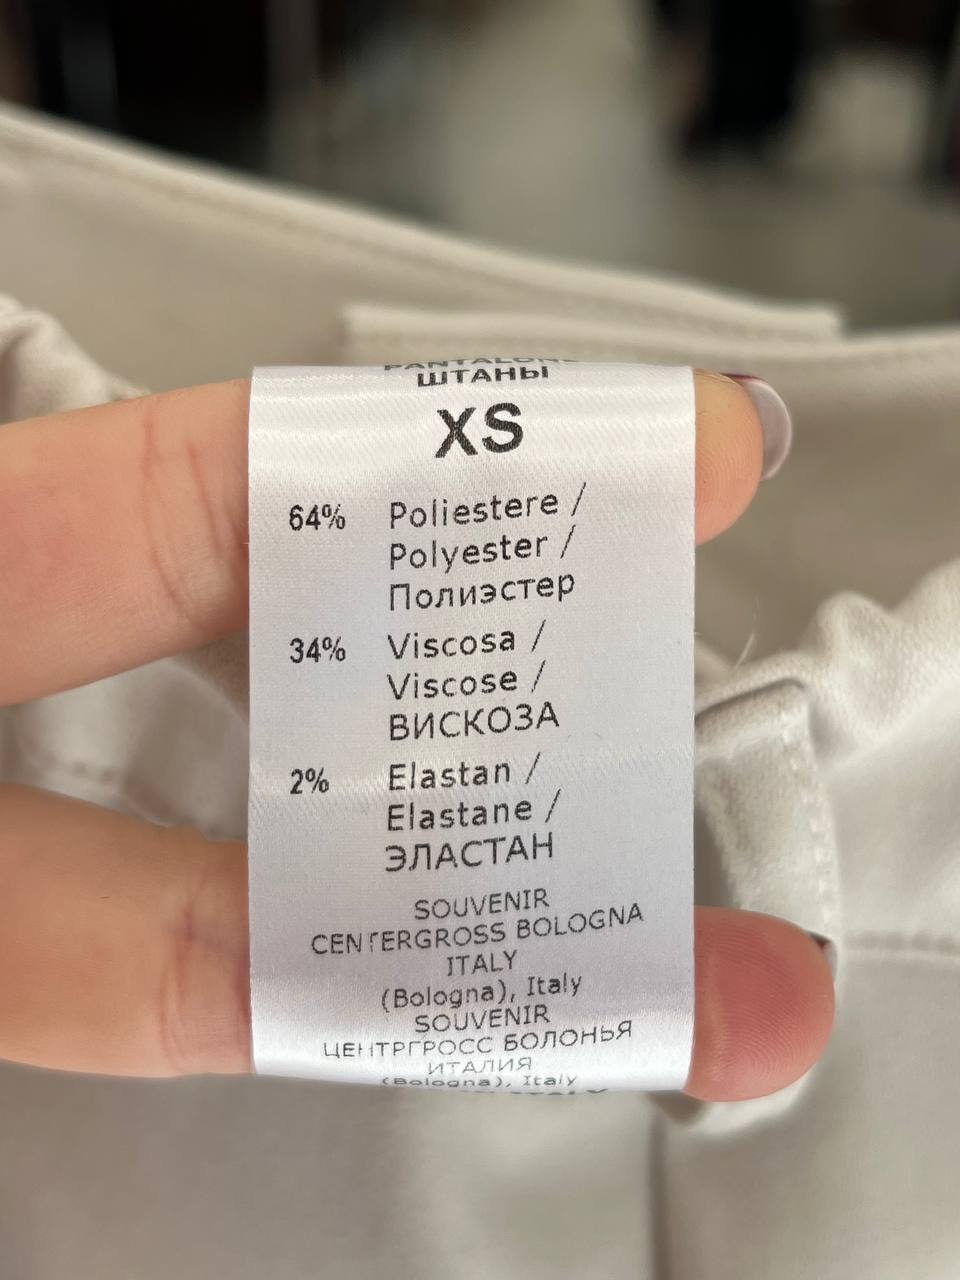 PANTALONE
ШТАНЫ
XS
64% Poliestere /
Polyester /
Полиэстер
34% Viscosa /
Viscose /
ВИСКОЗА
2% Elastan /
Elastane /
ЭЛАСТАН
SOUVENIR
CENTERGROSS BOLOGNA
ITALY
(Bologna), Italy
SOUVENIR
ЦЕНТРГРОСС БОЛОНЬЯ
ИТАЛИЯ
(Bologna), Italy